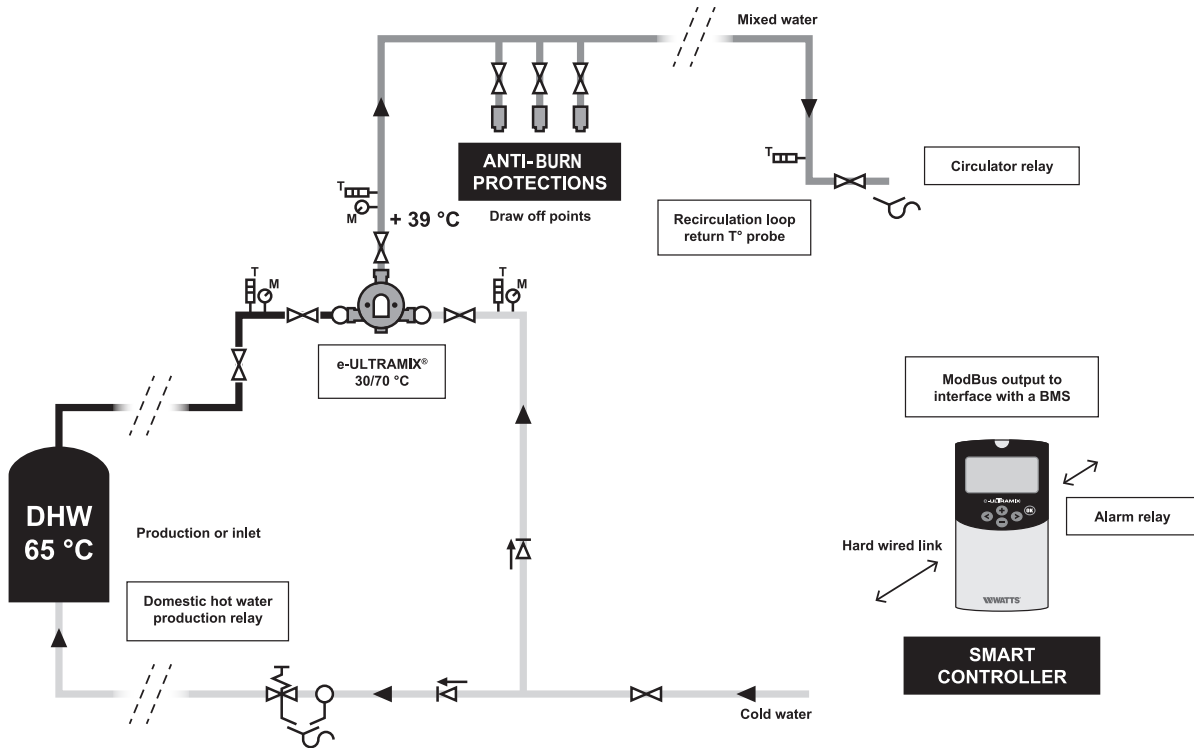 Mixed water
T
M
+ 39 °C
ANTI-BURN
PROTECTIONS
Draw off points
T
Recirculation loop
return T° probe
Circulator relay
T
M
T
M
e-ULTRAMIX®
30/70 °C
ModBus output to
interface with a BMS
DHW
65 °C
Production or inlet
e-ULTRAMIX
OK
Alarm relay
Hard wired link
WATTS
Domestic hot water
production relay
SMART
CONTROLLER
Cold water